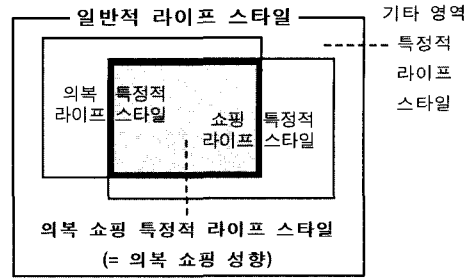 일반적 라이프 스타일
기타 영역
특정적
라이프
스타일
의복 특정적
라이프 스타일
쇼핑 특정적
라이프 스타일
의복 쇼핑 특정적 라이프 스타일
(= 의복 쇼핑 성향)